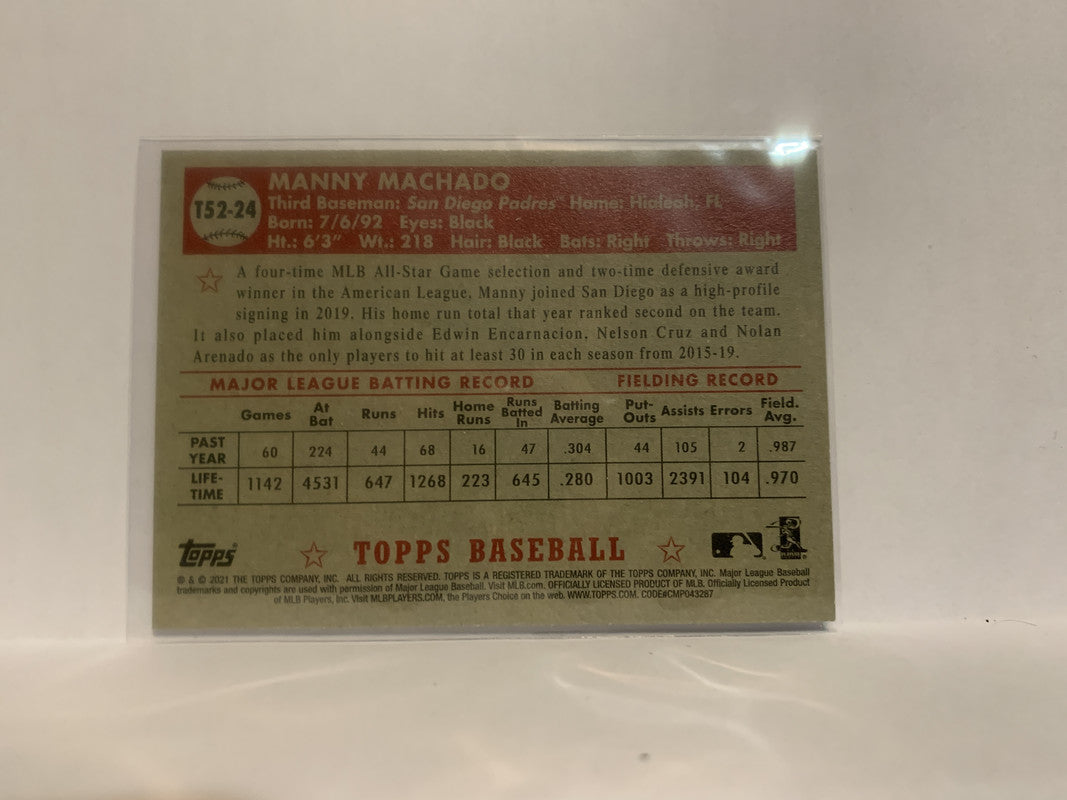 T52-24
MANNY MACHADO
Third Baseman: San Diego Padres™ Home: Hialeah, FL
Born: 7/6/92 Eyes: Black
Ht.: 6'3" Wt.: 218 Hair: Black Bats: Right Throws: Right
A four-time MLB All-Star Game selection and two-time defensive award
winner in the American League, Manny joined San Diego as a high-profile
signing in 2019. His home run total that year ranked second on the team.
It also placed him alongside Edwin Encarnacion, Nelson Cruz and Nolan
Arenado as the only players to hit at least 30 in each season from 2015-19.
MAJOR LEAGUE BATTING RECORD FIELDING RECORD
Games At Bat Runs Hits Home Runs Runs Batted In Batting Average Put-Outs Assists Errors Field. Avg.
PAST YEAR 60 224 44 68 16 47 .304 44 105 2 .987
LIFE-TIME 1142 4531 647 1268 223 645 .280 1003 2391 104 .970
Topps TOPPS BASEBALL
® & © 2021 THE TOPPS COMPANY, INC. ALL RIGHTS RESERVED. TOPPS IS A REGISTERED TRADEMARK OF THE TOPPS COMPANY, INC. Major League Baseball
trademarks and copyrights are used with permission of Major League Baseball. Visit MLB.com. OFFICIALLY LICENSED PRODUCT OF MLB. Officially Licensed Product
of MLB Players, Inc. Visit MLBPLAYERS.COM, the Players Choice on the web. WWW.TOPPS.COM. CODE#CMP043287